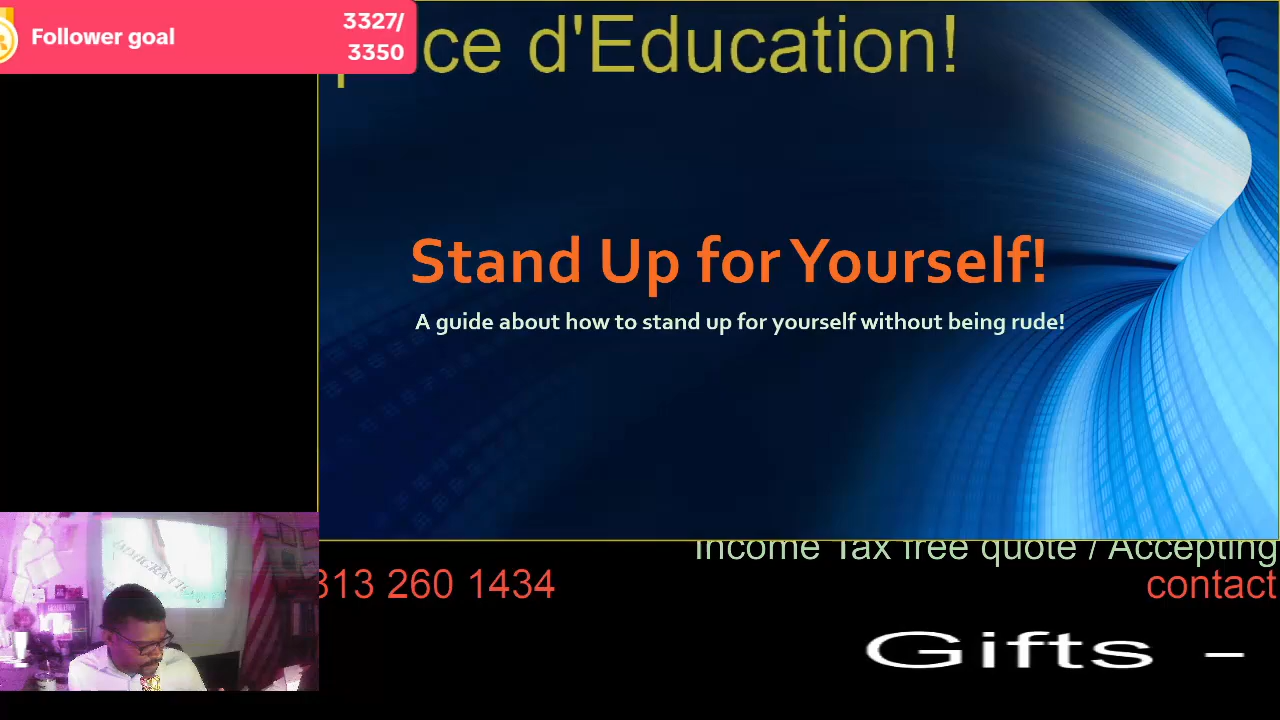 Follower goal
3327/
3350
ce d'Education!
Stand Up for Yourself!
A guide about how to stand up for yourself without being rude!
Income Tax free quote / Accepting
313 260 1434
contact
Gifts -